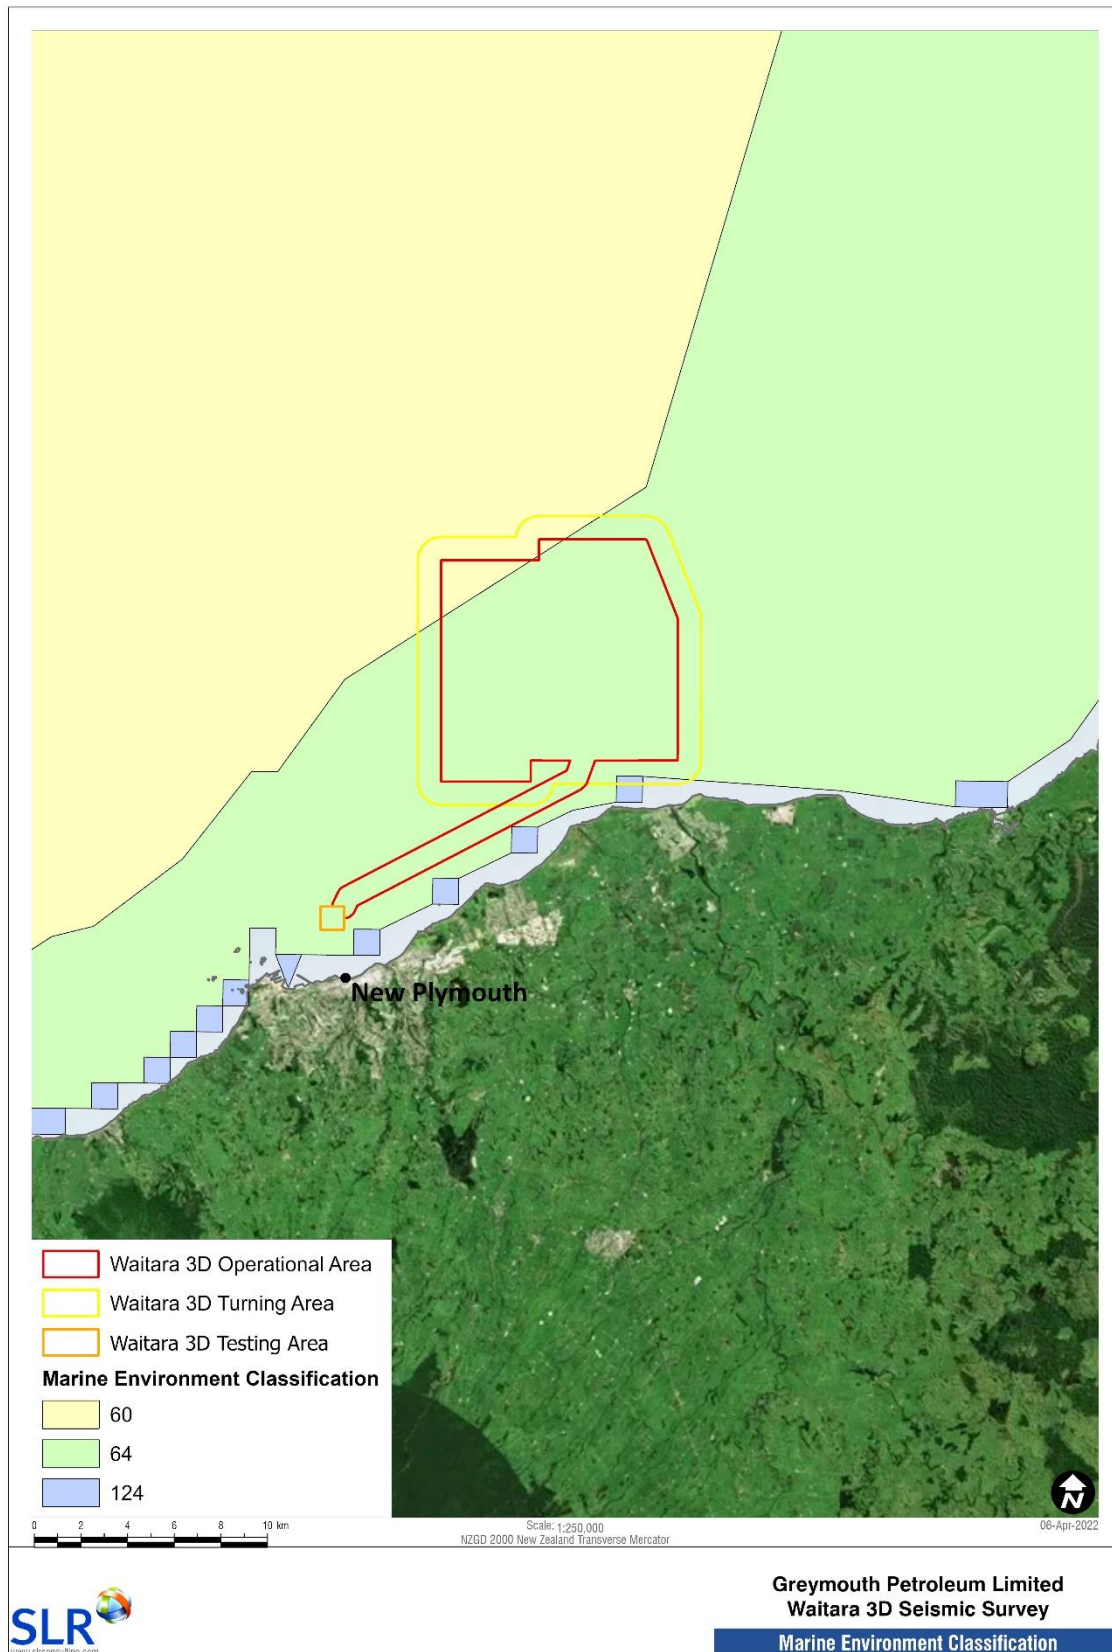 New Plymouth
Waitara 3D Operational Area
Waitara 3D Turning Area
Waitara 3D Testing Area
Marine Environment Classification
60
64
124
N
0 2 4 6 8 10 km
Scale: 1:250,000
NZGD 2000 New Zealand Transverse Mercator
06-Apr-2022
SLR
Greymouth Petroleum Limited
Waitara 3D Seismic Survey
Marine Environment Classification